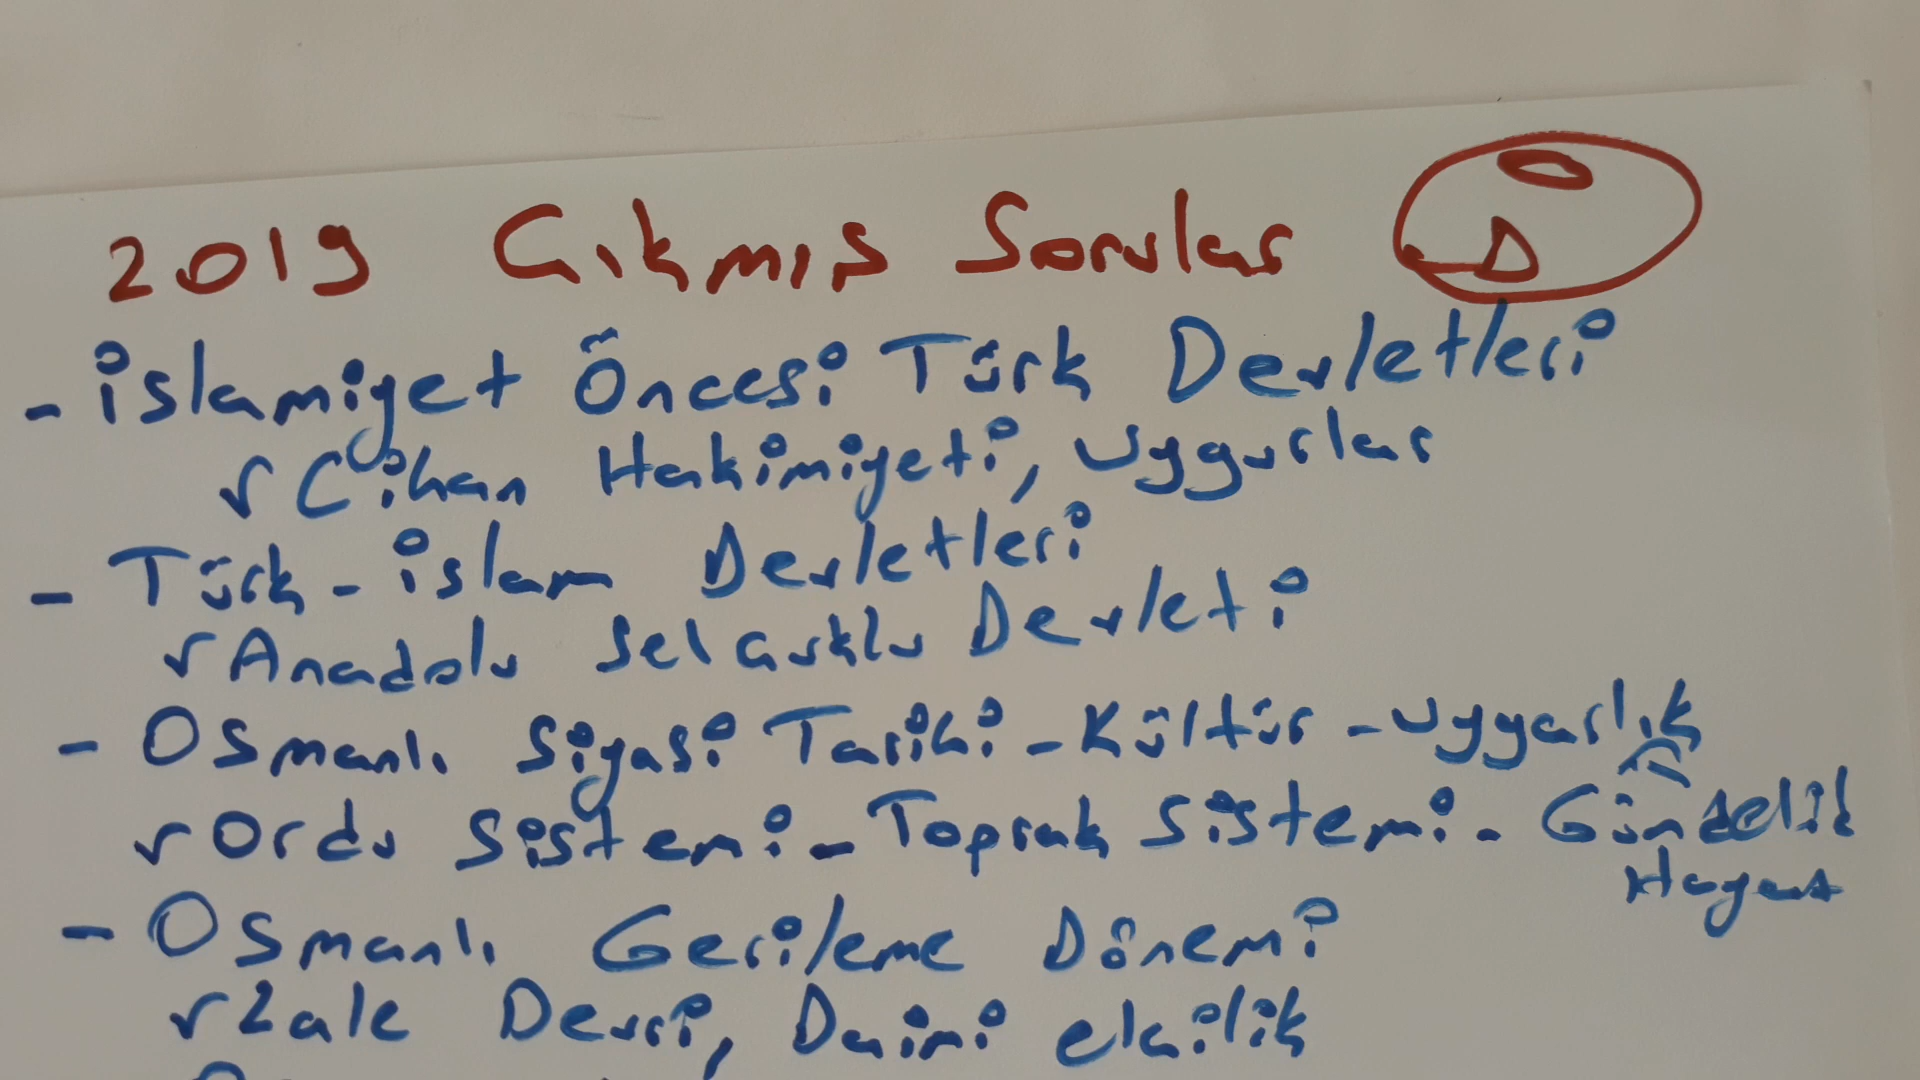 2019 Çıkmış Sorular
- İslamiyet Öncesi Türk Devletleri
√ Cihan Hakimiyeti, Uygurlar
- Türk - İslam Devletleri
√ Anadolu Selçuklu Devleti
- Osmanlı Siyasi Tarihi - Kültür - Uygarlık
√ Ordu Sistemi - Toprak Sistemi - Gündelik
Hayat
- Osmanlı Gerileme Dönemi
√ Lale Devri, Daimi elçilik